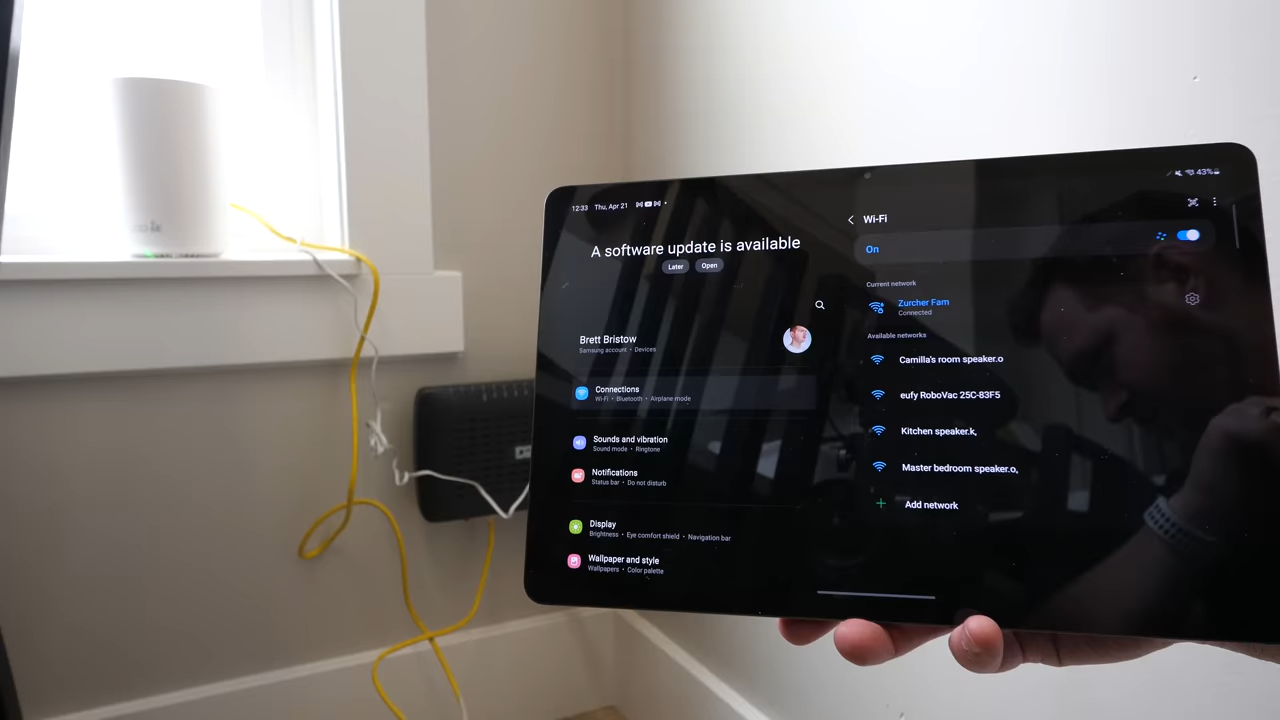 12:33 Thu, Apr 21
43%
A software update is available
Later
Open
Brett Bristow
Samsung account • Devices
Connections
Wi-Fi • Bluetooth • Airplane mode
Sounds and vibration
Sound mode • Ringtone
Notifications
Status bar • Do not disturb
Display
Brightness • Eye comfort shield • Navigation bar
Wallpaper and style
Wallpapers • Color palette
Wi-Fi
On
Current network
Zurcher Fam
Connected
Available networks
Camilla's room speaker.o
eufy RoboVac 25C-83F5
Kitchen speaker.k,
Master bedroom speaker.o,
Add network